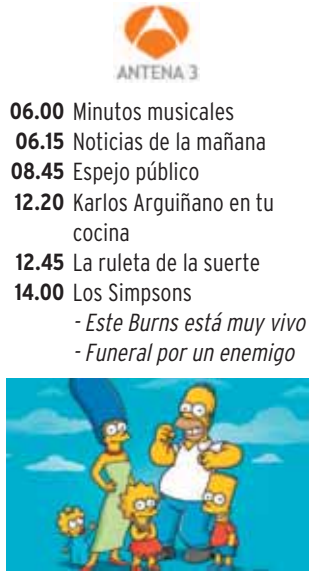 ANTENA 3
06.00 Minutos musicales
06.15 Noticias de la mañana
08.45 Espejo público
12.20 Karlos Arguiñano en tu
cocina
12.45 La ruleta de la suerte
14.00 Los Simpsons
- Este Burns está muy vivo
- Funeral por un enemigo